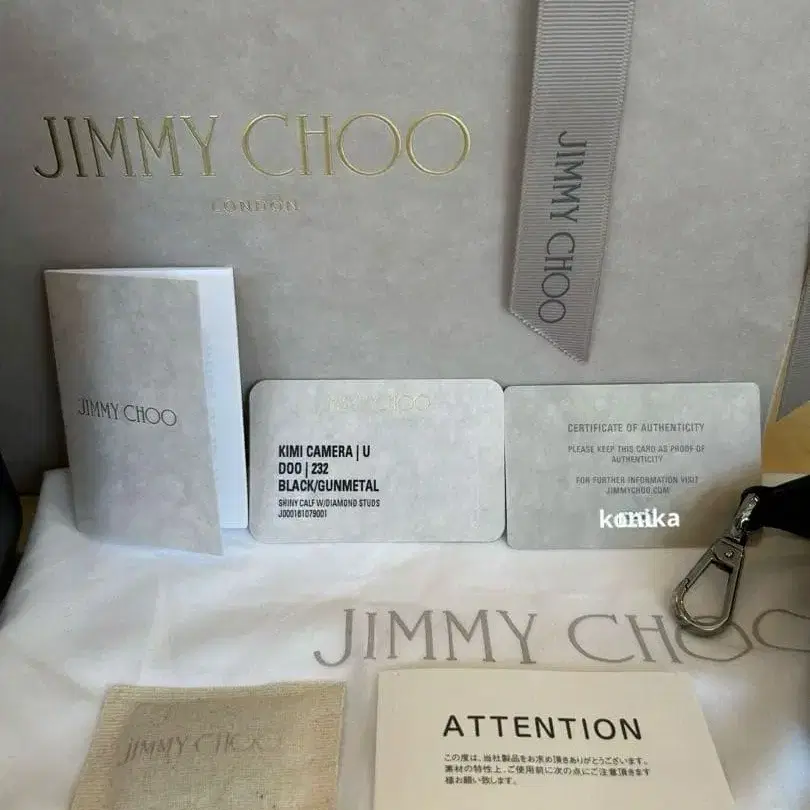 JIMMY CHOO
LONDON
JIMMY CHOO
JIMMY CHOO
JIMMY CHOO
KIMI CAMERA | U
DOO | 232
BLACK/GUNMETAL
SHINY CALF W/DIAMOND STUDS
J000161079001
CERTIFICATE OF AUTHENTICITY
PLEASE KEEP THIS CARD AS PROOF OF
AUTHENTICITY
FOR FURTHER INFORMATION VISIT
JIMMYCHOO.COM
JIMMY CHOO
JIMMY CHOO
ATTENTION
この度は、当社製品をお求め頂きありがとうございます。
素材の特性上、ご使用前に次の点にご注意頂きます
様お願い致します。